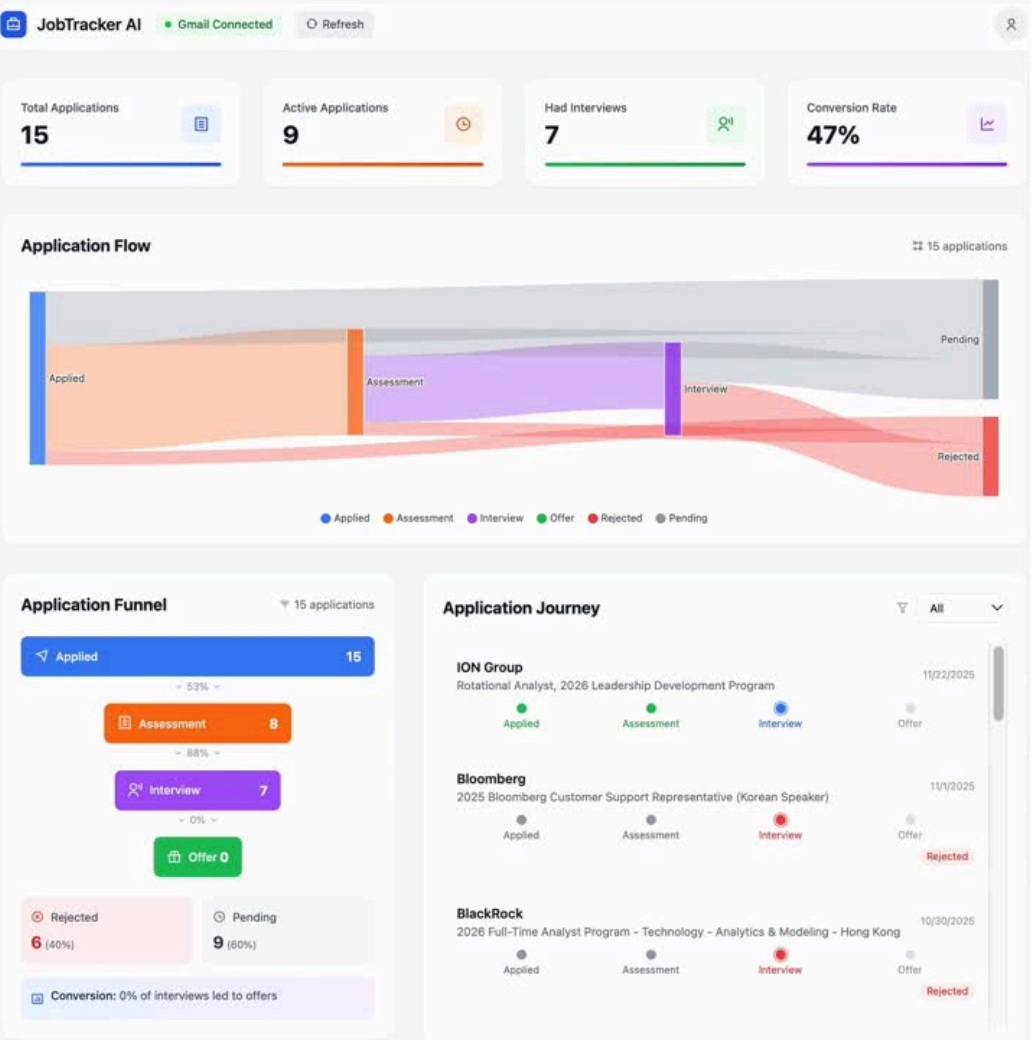 JobTracker AI
Gmail Connected
Refresh
Total Applications
15
Active Applications
9
Had Interviews
7
Conversion Rate
47%
Application Flow
15 applications
Applied
Assessment
Interview
Pending
Rejected
Applied Assessment Interview Offer Rejected Pending
Application Funnel
15 applications
Applied 15
53%
Assessment 8
88%
Interview 7
0%
Offer 0
Rejected
6 (40%)
Pending
9 (60%)
Conversion: 0% of interviews led to offers
Application Journey
All
ION Group
11/22/2025
Rotational Analyst, 2026 Leadership Development Program
Applied Assessment Interview Offer
Bloomberg
11/1/2025
2025 Bloomberg Customer Support Representative (Korean Speaker)
Applied Assessment Interview Offer
Rejected
BlackRock
10/30/2025
2026 Full-Time Analyst Program - Technology - Analytics & Modeling - Hong Kong
Applied Assessment Interview Offer
Rejected